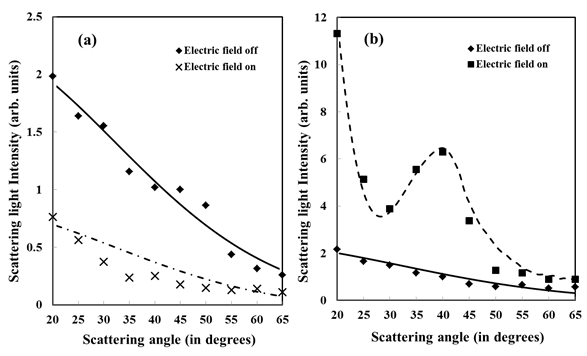 (a)
Electric field off
Electric field on
Scattering light Intensity (arb. units)
2.5
2
1.5
1
0.5
0
20 25 30 35 40 45 50 55 60 65
Scattering angle (in degrees)
(b)
Electric field off
Electric field on
Scattering light Intensity (arb. units)
12
10
8
6
4
2
0
20 25 30 35 40 45 50 55 60 65
Scattering angle (in degrees)